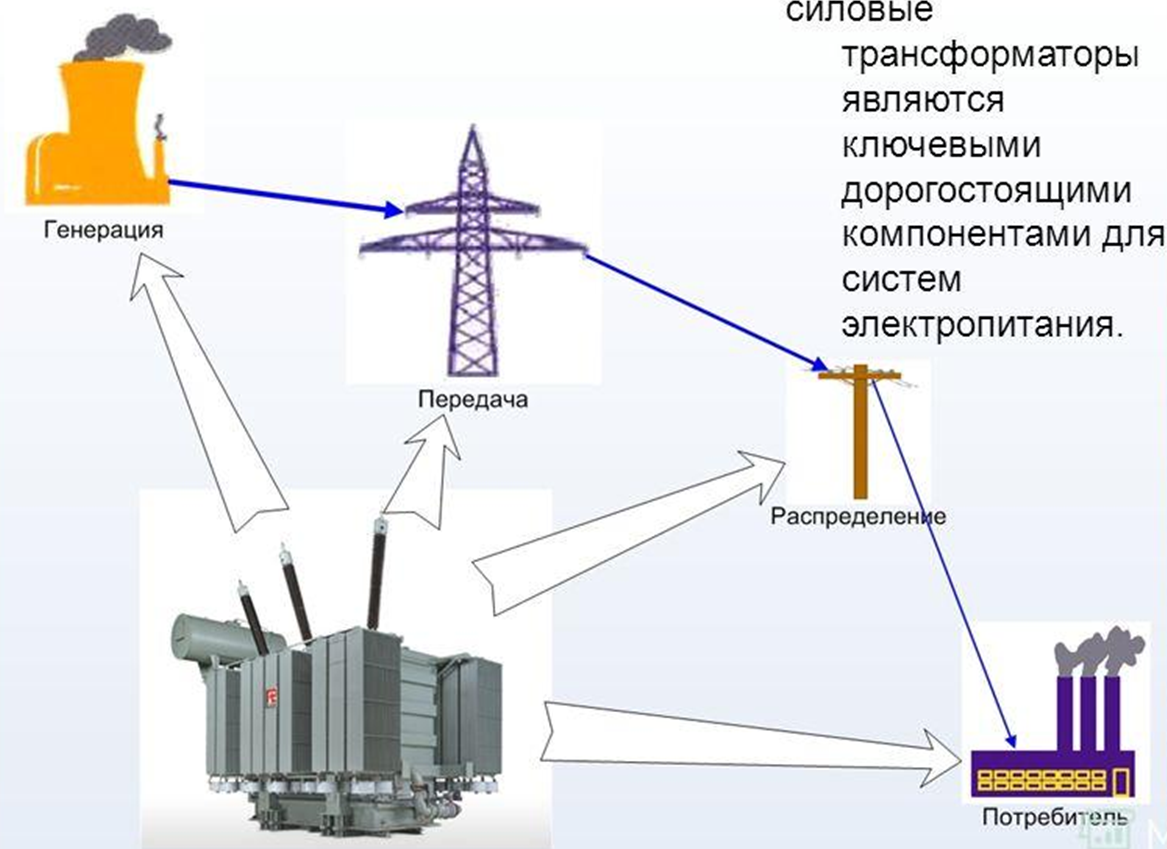 силовые
трансформаторы
являются
ключевыми
дорогостоящими
компонентами для
систем
электропитания.
Генерация
Передача
Распределение
Потребитель